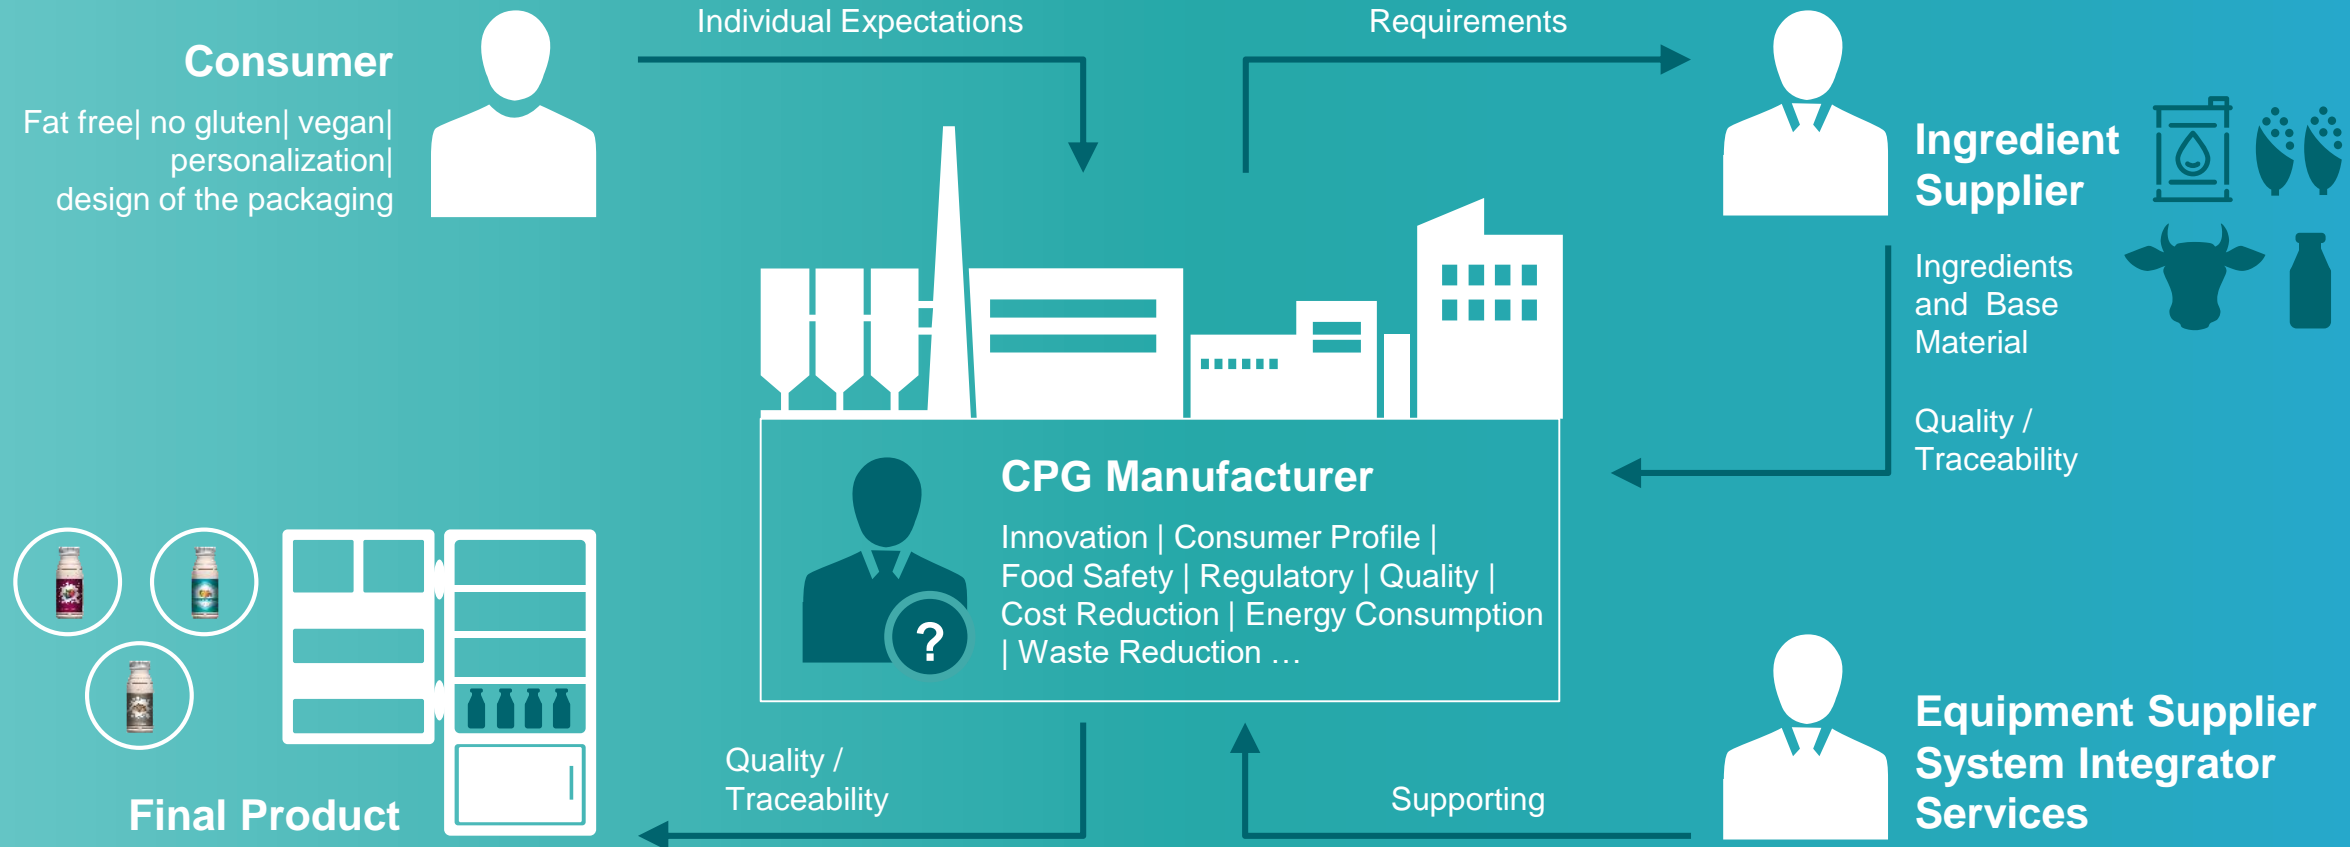 Individual Expectations
Requirements
Consumer
Fat free| no gluten| vegan|
personalization|
design of the packaging
Ingredient
Supplier
Ingredients
and Base
Material
Quality /
Traceability
CPG Manufacturer
Innovation | Consumer Profile |
Food Safety | Regulatory | Quality |
Cost Reduction | Energy Consumption
| Waste Reduction …
?
Quality /
Traceability
Supporting
Final Product
Equipment Supplier
System Integrator
Services